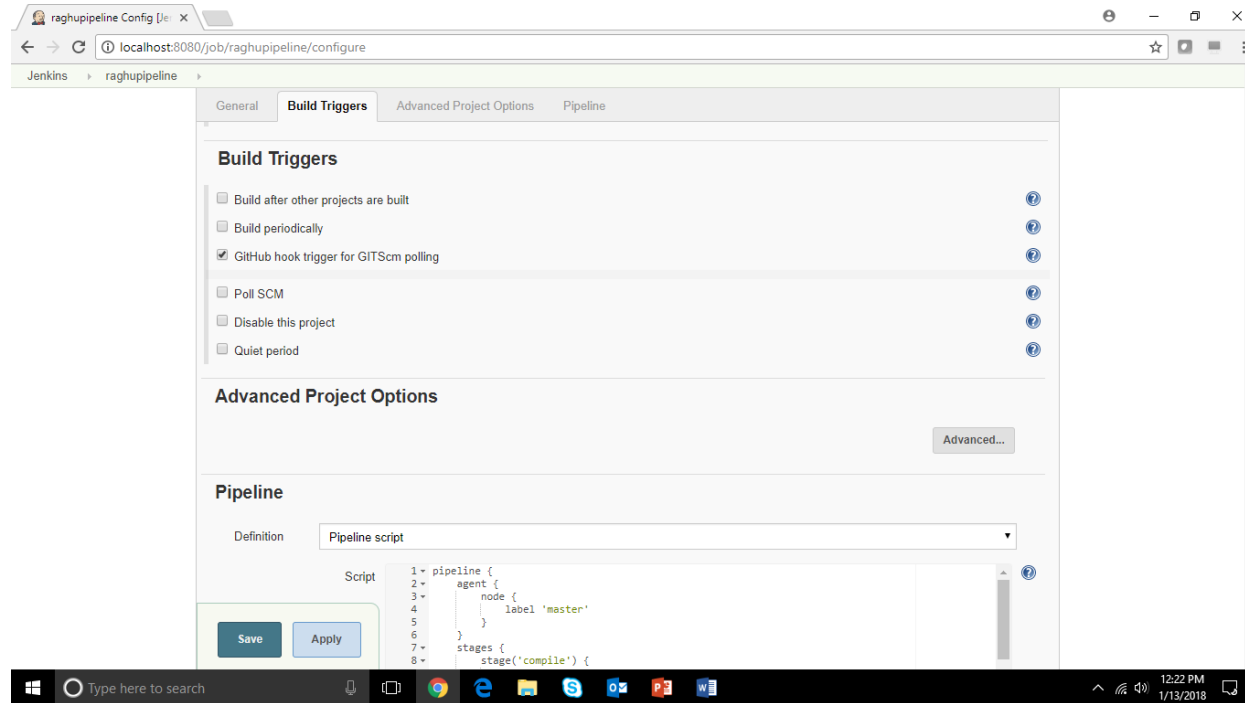 raghupipeline Config [Je
localhost:8080/job/raghupipeline/configure
Jenkins raghupipeline
General Build Triggers Advanced Project Options Pipeline
Build Triggers
Build after other projects are built
Build periodically
GitHub hook trigger for GITScm polling
Poll SCM
Disable this project
Quiet period
Advanced Project Options
Advanced...
Pipeline
Definition Pipeline script
Script
1 pipeline {
2 agent {
3 node {
4 label 'master'
5 }
6 }
7 stages {
8 stage('compile') {
Save Apply
Type here to search
12:22 PM
1/13/2018